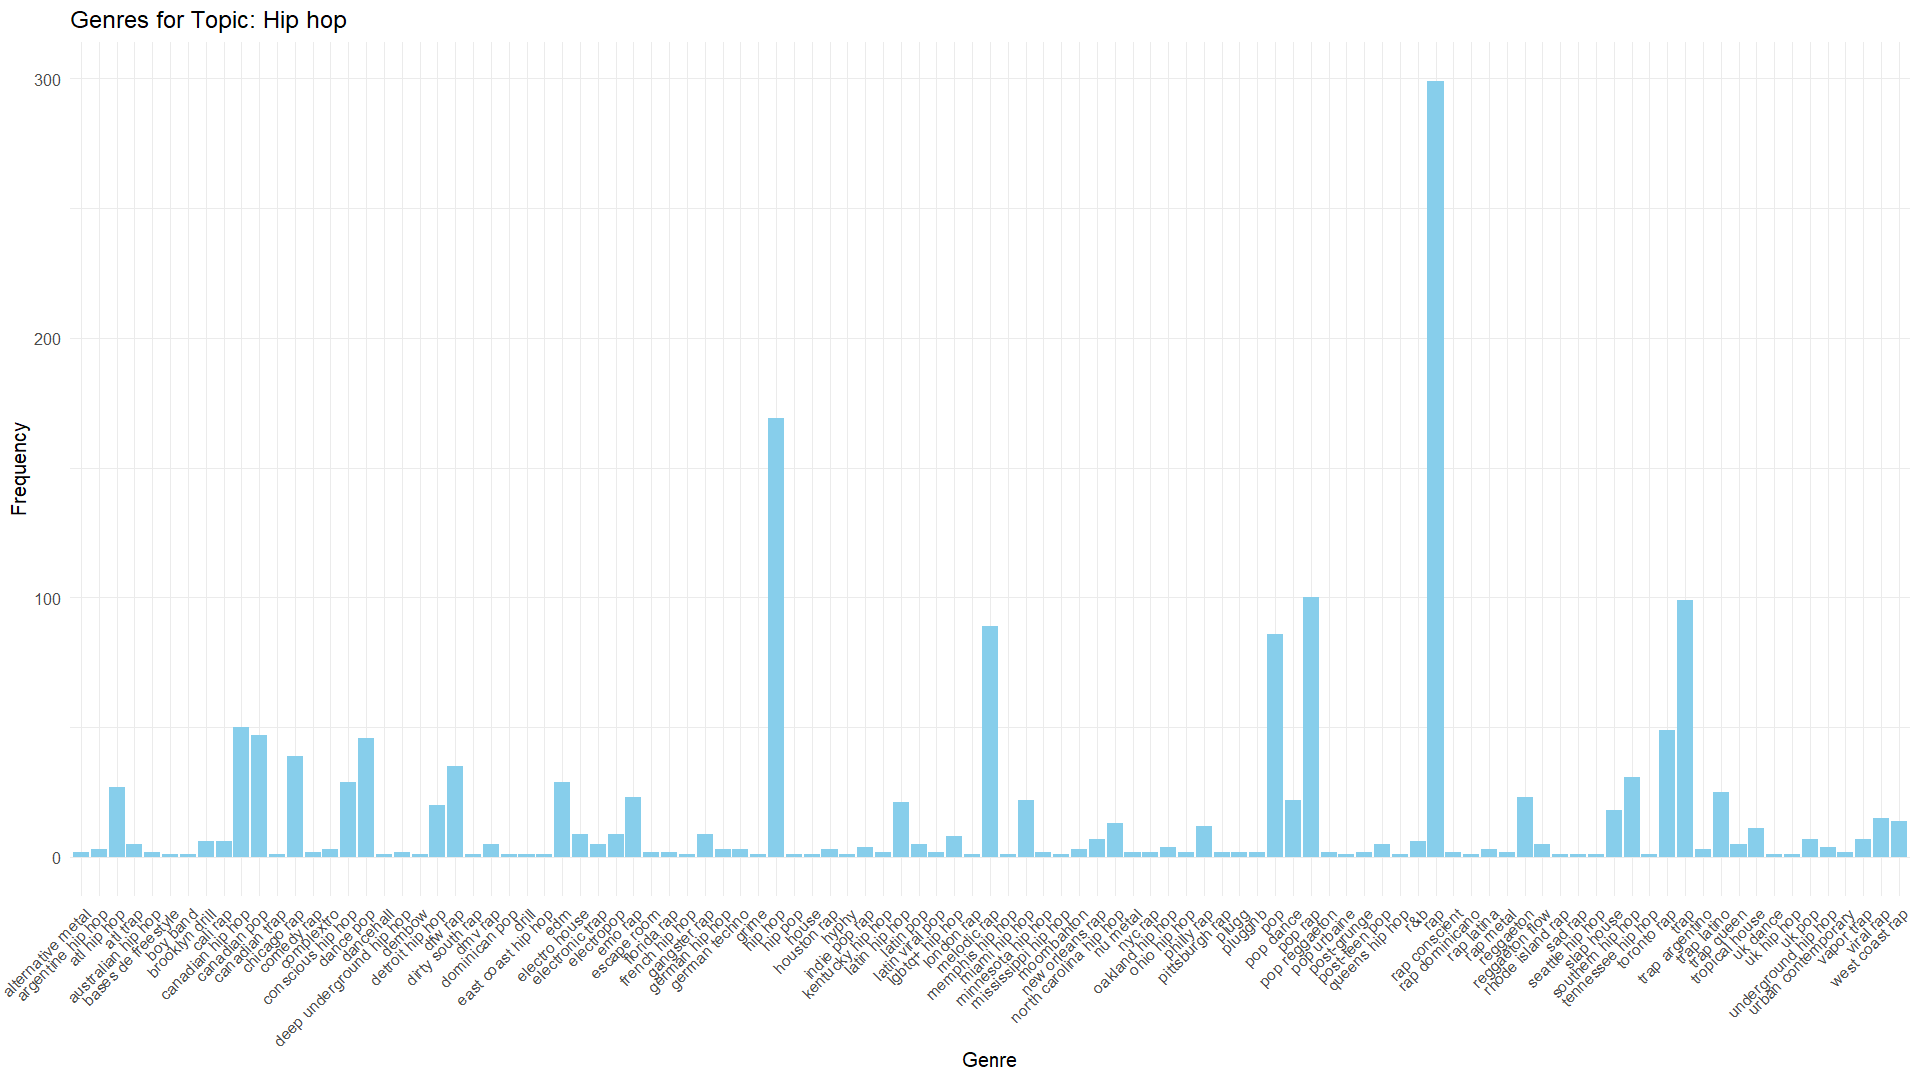 Genres for Topic: Hip hop
300
200
100
0
Frequency
alternative metal
argentine hip hop
atl hip hop
atl trap
australian hip hop
bases de freestyle
boy band
brooklyn drill
cali rap
canadian hip hop
canadian pop
canadian trap
chicago rap
comedy rap
complextro
conscious hip hop
dance pop
dancehall
deep underground hip hop
dembow
detroit hip hop
dfw rap
dirty south rap
dmv rap
dominican pop
drill
east coast hip hop
edm
electro house
electronic trap
electropop
emo rap
escape room
florida rap
french hip hop
gangster rap
german hip hop
german techno
grime
hip hop
hip pop
house
houston rap
hyphy
indie pop rap
kentucky hip hop
latin hip hop
latin pop
latin viral pop
lgbtq+ hip hop
london rap
melodic rap
memphis hip hop
miami hip hop
minnesota hip hop
mississippi hip hop
moombahton
new orleans rap
north carolina hip hop
nu metal
nyc rap
oakland hip hop
ohio hip hop
philly rap
pittsburgh rap
plugg
pluggnb
pop
pop dance
pop rap
pop reggaeton
pop urbaine
post-grunge
post-teen pop
queens hip hop
r&b
rap
rap conscient
rap dominicano
rap latina
rap metal
reggaeton
reggaeton flow
rhode island rap
sad rap
seattle hip hop
slap house
southern hip hop
tennessee hip hop
toronto rap
trap
trap argentino
trap latino
trap queen
tropical house
uk dance
uk hip hop
uk pop
underground hip hop
urban contemporary
vapor trap
viral rap
west coast rap
Genre